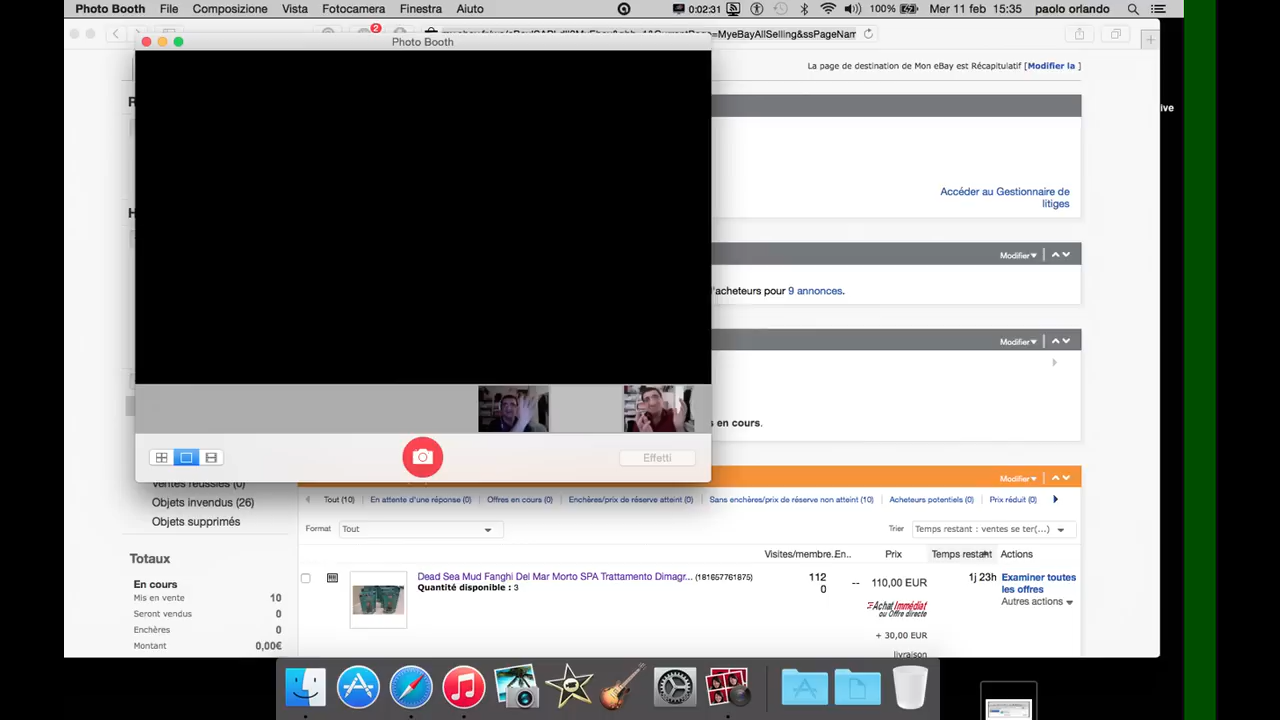 Photo Booth File Composizione Vista Fotocamera Finestra Aiuto 0:02:31 100% Mer 11 feb 15:35 paolo orlando
2
MyeBayAllSelling&ssPageNam
Photo Booth
La page de destination de Mon eBay est Récapitulatif [Modifier la ]
R
ive
Accéder au Gestionnaire de
litiges
H
Modifier
'acheteurs pour 9 annonces.
Modifier
s en cours.
Effetti
Ventes réussies (0)
Objets invendus (26)
Objets supprimés
Modifier
Tout (10) En attente d'une réponse (0) Offres en cours (0) Enchères/prix de réserve atteint (0) Sans enchères/prix de réserve non atteint (10) Acheteurs potentiels (0) Prix réduit (0)
Format Tout Trier Temps restant : ventes se ter(...)
Visites/membre... En... Prix Temps restant Actions
Totaux
En cours
Mis en vente 10
Seront vendus 0
Enchères 0
Montant 0,00€
Dead Sea Mud Fanghi Del Mar Morto SPA Trattamento Dimagr... (181657761875)
Quantité disponible : 3
112
0
--
110,00 EUR
Achat Immédiat
ou Offre directe
+ 30,00 EUR
livraison
1j 23h
Examiner toutes
les offres
Autres actions